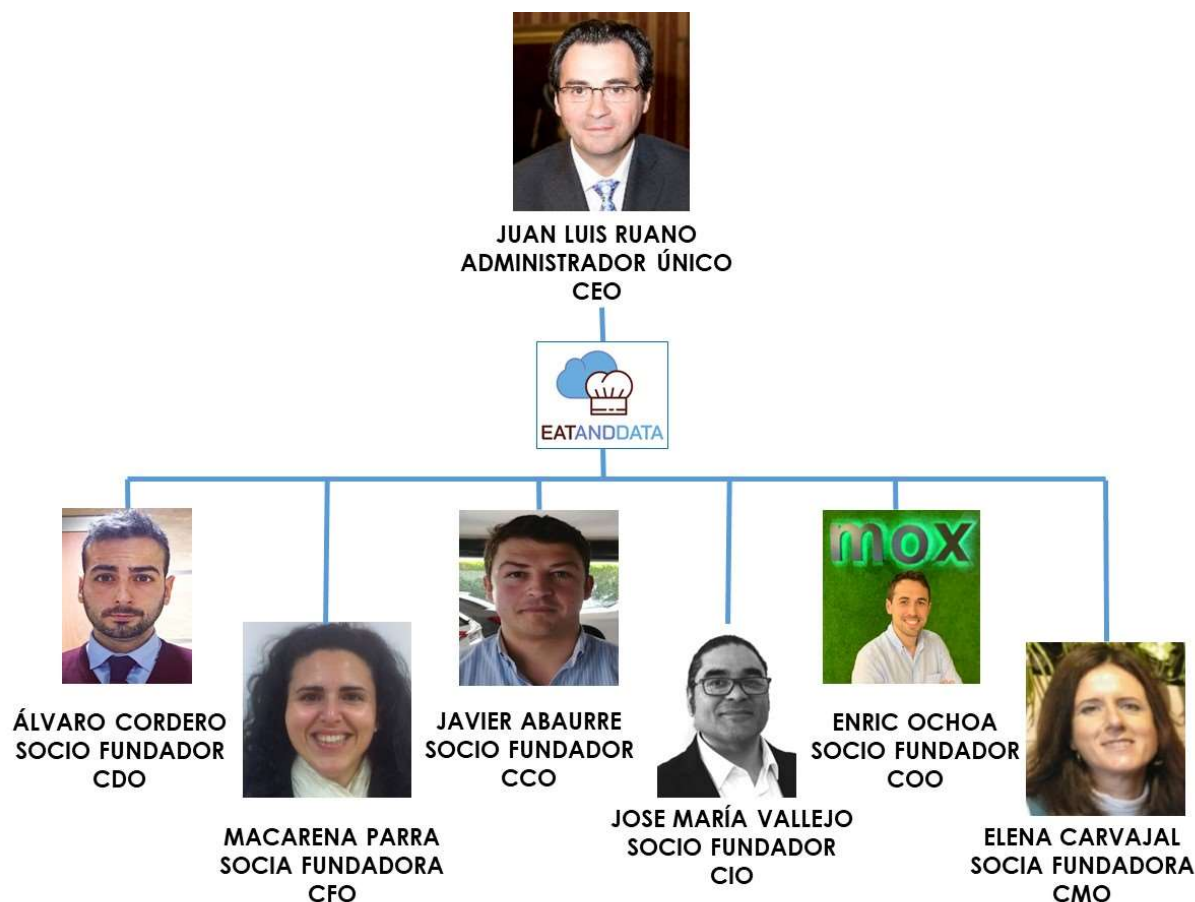 JUAN LUIS RUANO
ADMINISTRADOR ÚNICO
CEO
EATANDDATA
mox
ÁLVARO CORDERO
SOCIO FUNDADOR
CDO
MACARENA PARRA
SOCIA FUNDADORA
CFO
JAVIER ABAURRE
SOCIO FUNDADOR
CCO
JOSE MARÍA VALLEJO
SOCIO FUNDADOR
CIO
ENRIC OCHOA
SOCIO FUNDADOR
COO
ELENA CARVAJAL
SOCIA FUNDADORA
CMO